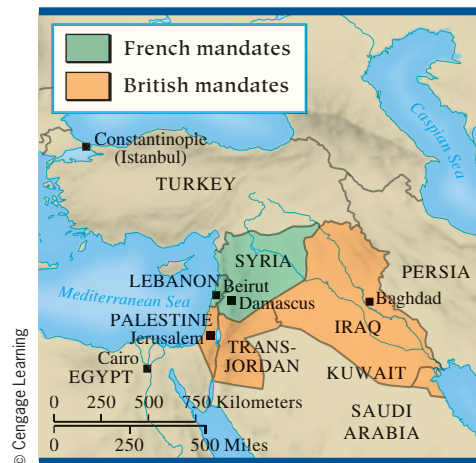 French mandates
British mandates
Constantinople
(Istanbul)
TURKEY
Caspian Sea
SYRIA
PERSIA
LEBANON
Beirut
Mediterranean Sea
Damascus
Baghdad
PALESTINE
Jerusalem
IRAQ
TRANS-
JORDAN
Cairo
EGYPT
KUWAIT
SAUDI
ARABIA
0 250 500 750 Kilometers
0 250 500 Miles
© Cengage Learning